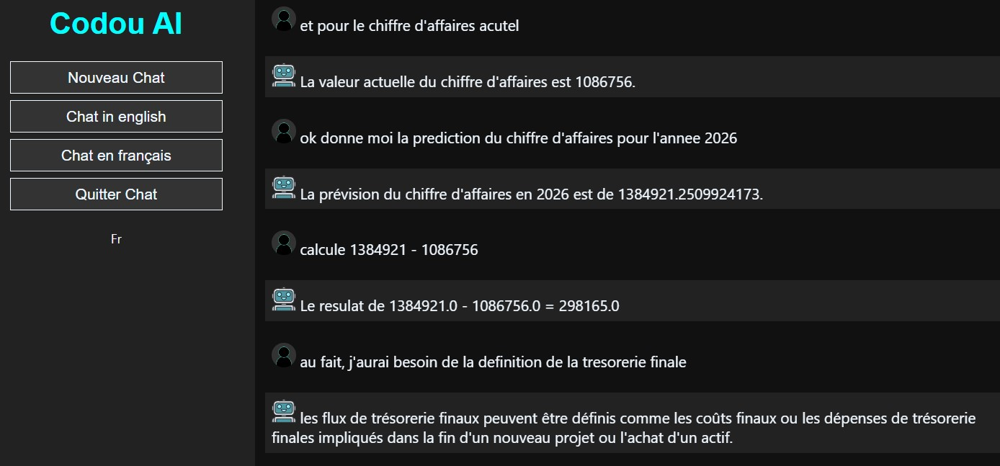 Codou AI
Nouveau Chat
Chat in english
Chat en français
Quitter Chat
Fr
et pour le chiffre d'affaires acutel
La valeur actuelle du chiffre d'affaires est 1086756.
ok donne moi la prediction du chiffre d'affaires pour l'annee 2026
La prévision du chiffre d'affaires en 2026 est de 1384921.2509924173.
calcule 1384921 - 1086756
Le resulat de 1384921.0 - 1086756.0 = 298165.0
au fait, j'aurai besoin de la definition de la tresorerie finale
les flux de trésorerie finaux peuvent être définis comme les coûts finaux ou les dépenses de trésorerie
finales impliqués dans la fin d'un nouveau projet ou l'achat d'un actif.